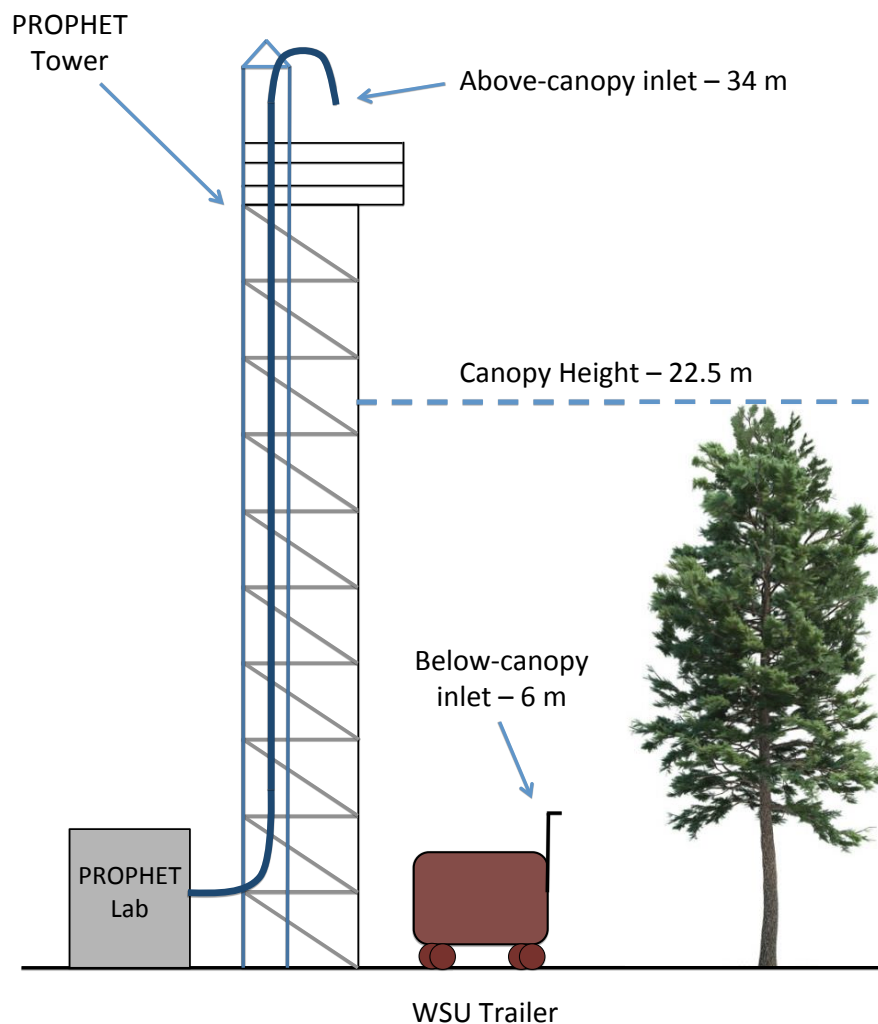 PROPHET
Tower
Above-canopy inlet – 34 m
Canopy Height – 22.5 m
Below-canopy
inlet – 6 m
PROPHET
Lab
WSU Trailer